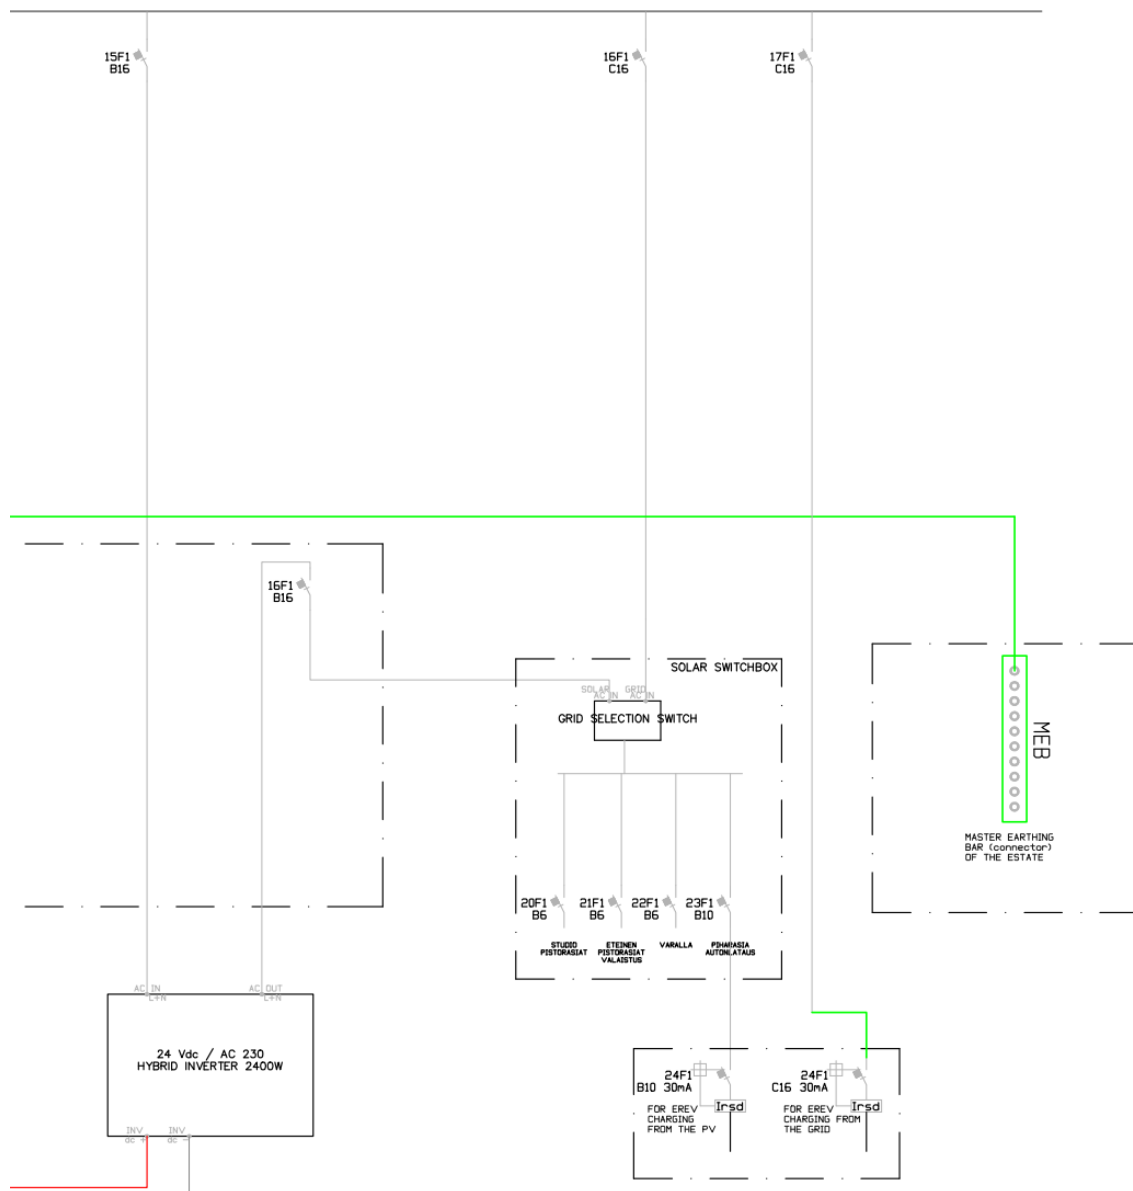 15F1
B16
16F1
C16
17F1
C16
16F1
B16
SOLAR SWITCHBOX
SOLAR GRID
AC IN AC IN
GRID SELECTION SWITCH
MEB
MASTER EARTHING
BAR (connector)
OF THE ESTATE
20F1
B6
21F1
B6
22F1
B6
23F1
B10
STUDIO
PISTORASIAT
ETEINEN
PISTORASIAT
VALAISTUS
VARALLA
PIHARASIA
AUTONLATAUS
AC IN
L+N
AC OUT
L+N
24 Vdc / AC 230
HYBRID INVERTER 2400W
INV
dc +
INV
dc -
24F1
B10 30mA
Irsd
FOR EREV
CHARGING
FROM THE PV
24F1
C16 30mA
Irsd
FOR EREV
CHARGING FROM
THE GRID